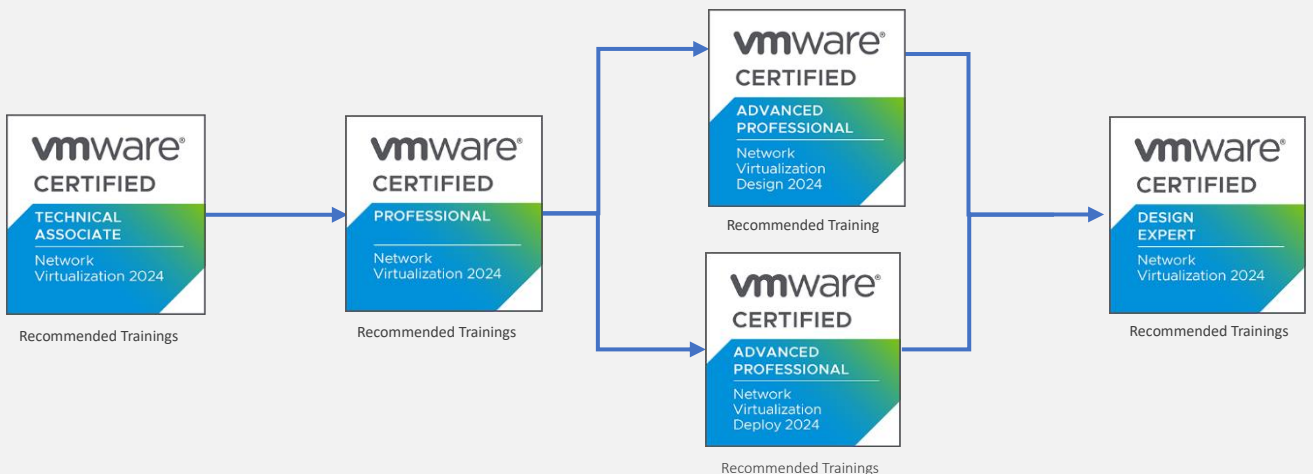 vmware®
CERTIFIED
TECHNICAL
ASSOCIATE
Network
Virtualization 2024
Recommended Trainings
vmware®
CERTIFIED
PROFESSIONAL
Network
Virtualization 2024
Recommended Trainings
vmware®
CERTIFIED
ADVANCED
PROFESSIONAL
Network
Virtualization
Design 2024
Recommended Training
vmware®
CERTIFIED
ADVANCED
PROFESSIONAL
Network
Virtualization
Deploy 2024
Recommended Trainings
vmware®
CERTIFIED
DESIGN
EXPERT
Network
Virtualization 2024
Recommended Trainings